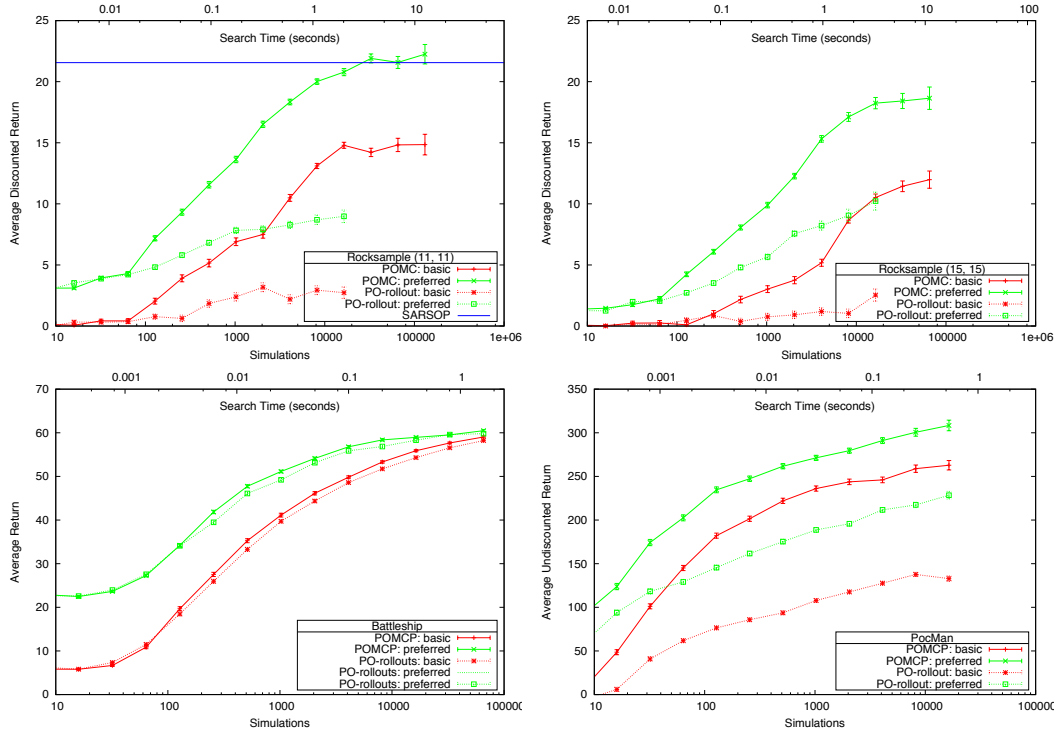 0.01 0.1 1 10
Search Time (seconds)
25
20
15
10
5
0
Average Discounted Return
Rocksample (11, 11)
POMC: basic
POMC: preferred
PO-rollout: basic
PO-rollout: preferred
SARSOP
10 100 1000 10000 100000 1e+06
Simulations
0.01 0.1 1 10 100
Search Time (seconds)
25
20
15
10
5
0
Average Discounted Return
Rocksample (15, 15)
POMC: basic
POMC: preferred
PO-rollout: basic
PO-rollout: preferred
10 100 1000 10000 100000 1e+06
Simulations
0.001 0.01 0.1 1
Search Time (seconds)
70
60
50
40
30
20
10
0
Average Return
Battleship
POMCP: basic
POMCP: preferred
PO-rollouts: basic
PO-rollouts: preferred
PO-rollouts: preferred
10 100 1000 10000 100000
Simulations
0.001 0.01 0.1 1
Search Time (seconds)
350
300
250
200
150
100
50
0
Average Undiscounted Return
PocMan
POMCP: basic
POMCP: preferred
PO-rollout: basic
PO-rollout: preferred
10 100 1000 10000 100000
Simulations